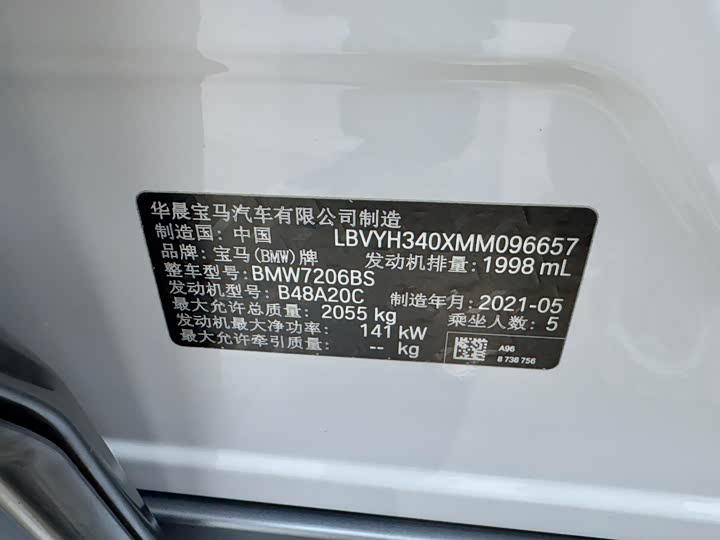 华晨宝马汽车有限公司制造
制造国: 中国 LBVYH340XMM096657
品牌: 宝马(BMW)牌 发动机排量: 1998 mL
整车型号: BMW7206BS
发动机型号: B48A20C 制造年月: 2021-05
最大允许总质量: 2055 kg 乘坐人数: 5
发动机最大净功率: 141 kW
最大允许牵引质量: -- kg
A96
8 738 756